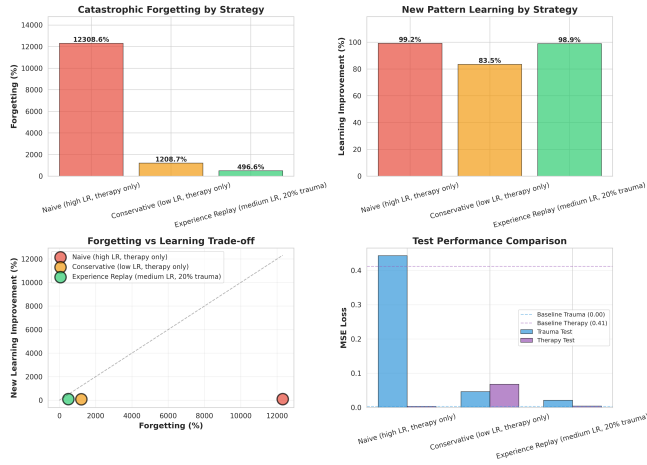 Catastrophic Forgetting by Strategy
Forgetting (%)
14000
12000
10000
8000
6000
4000
2000
0
12308.6%
1208.7%
496.6%
Naive (high LR, therapy only)
Conservative (low LR, therapy only)
Experience Replay (medium LR, 20% trauma)
New Pattern Learning by Strategy
Learning Improvement (%)
100
80
60
40
20
0
99.2%
83.5%
98.9%
Naive (high LR, therapy only)
Conservative (low LR, therapy only)
Experience Replay (medium LR, 20% trauma)
Forgetting vs Learning Trade-off
New Learning Improvement (%)
12000
10000
8000
6000
4000
2000
0
Naive (high LR, therapy only)
Conservative (low LR, therapy only)
Experience Replay (medium LR, 20% trauma)
0 2000 4000 6000 8000 10000 12000
Forgetting (%)
Test Performance Comparison
MSE Loss
0.4
0.3
0.2
0.1
0.0
Baseline Trauma (0.00)
Baseline Therapy (0.41)
Trauma Test
Therapy Test
Naive (high LR, therapy only)
Conservative (low LR, therapy only)
Experience Replay (medium LR, 20% trauma)